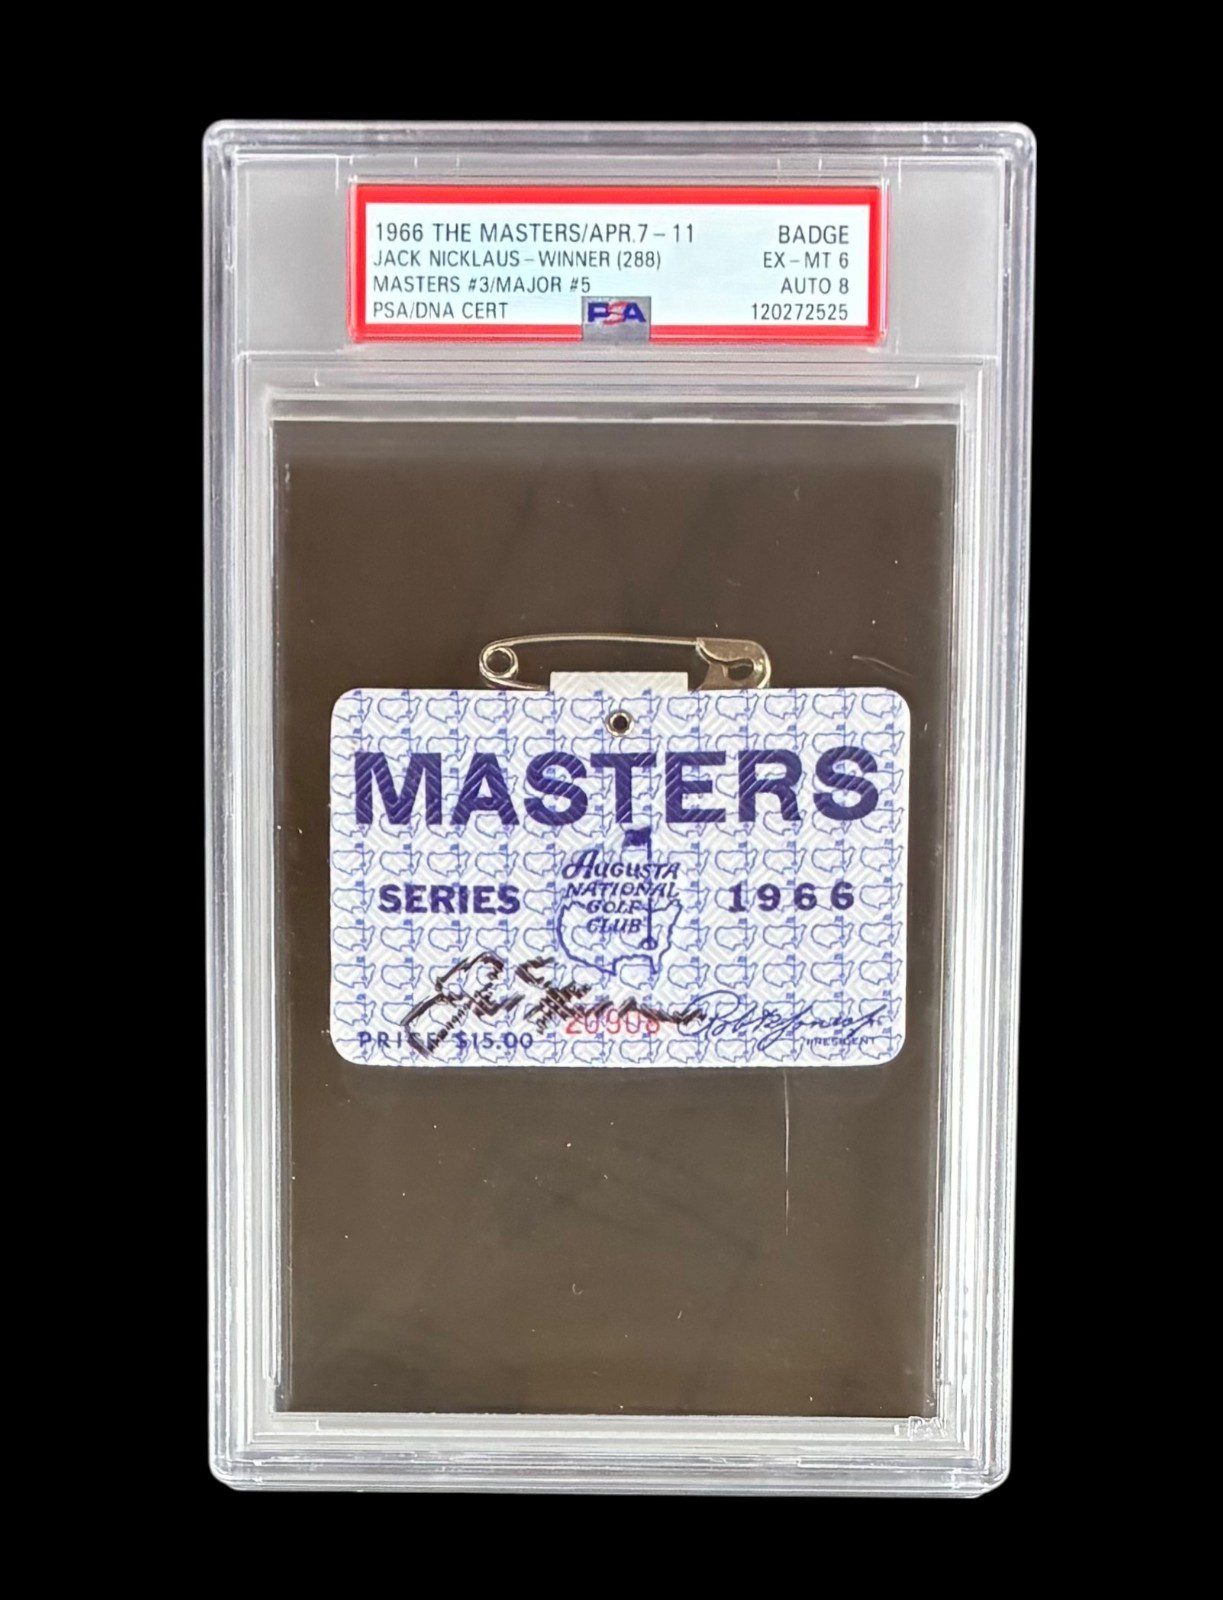 1966 THE MASTERS/APR.7-11 BADGE
JACK NICKLAUS-WINNER (288) EX-MT 6
MASTERS #3/MAJOR #5 AUTO 8
PSA/DNA CERT PSA 120272525
MASTERS
AUGUSTA
NATIONAL
GOLF
CLUB
SERIES 1966
20908
PRICE $15.00
PRESIDENT